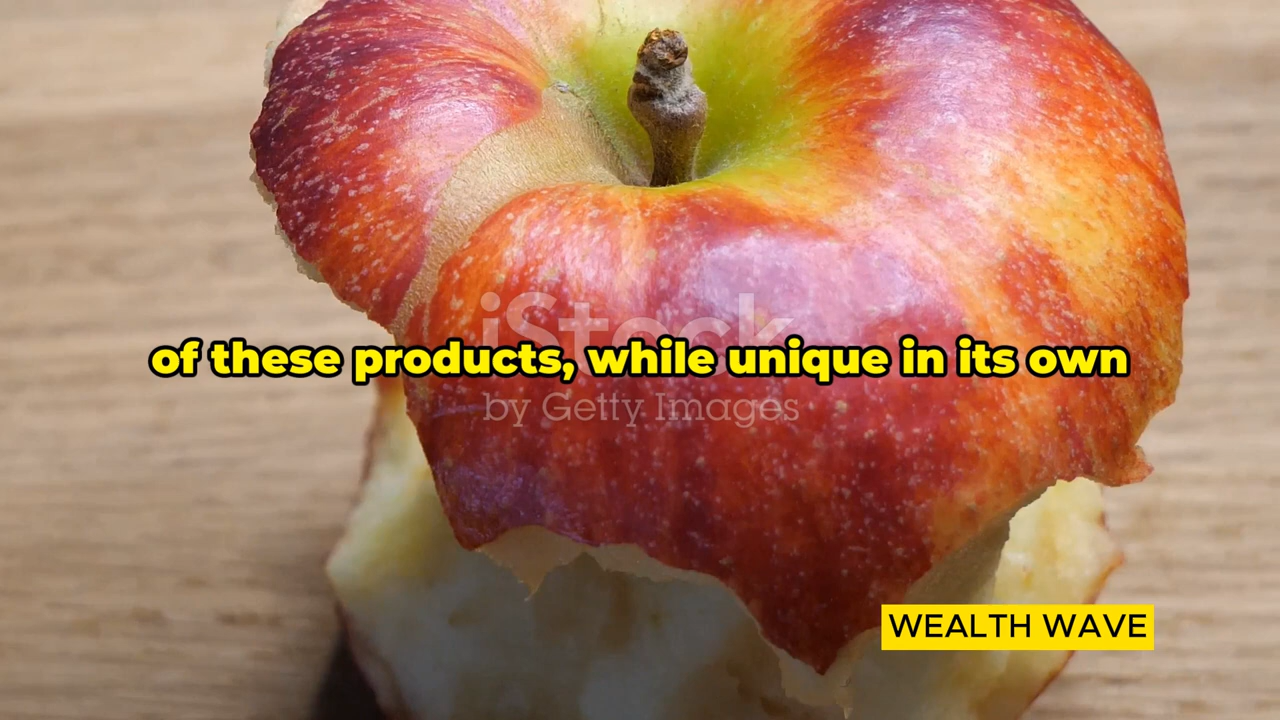 iStock
of these products, while unique in its own
by Getty Images
WEALTH WAVE